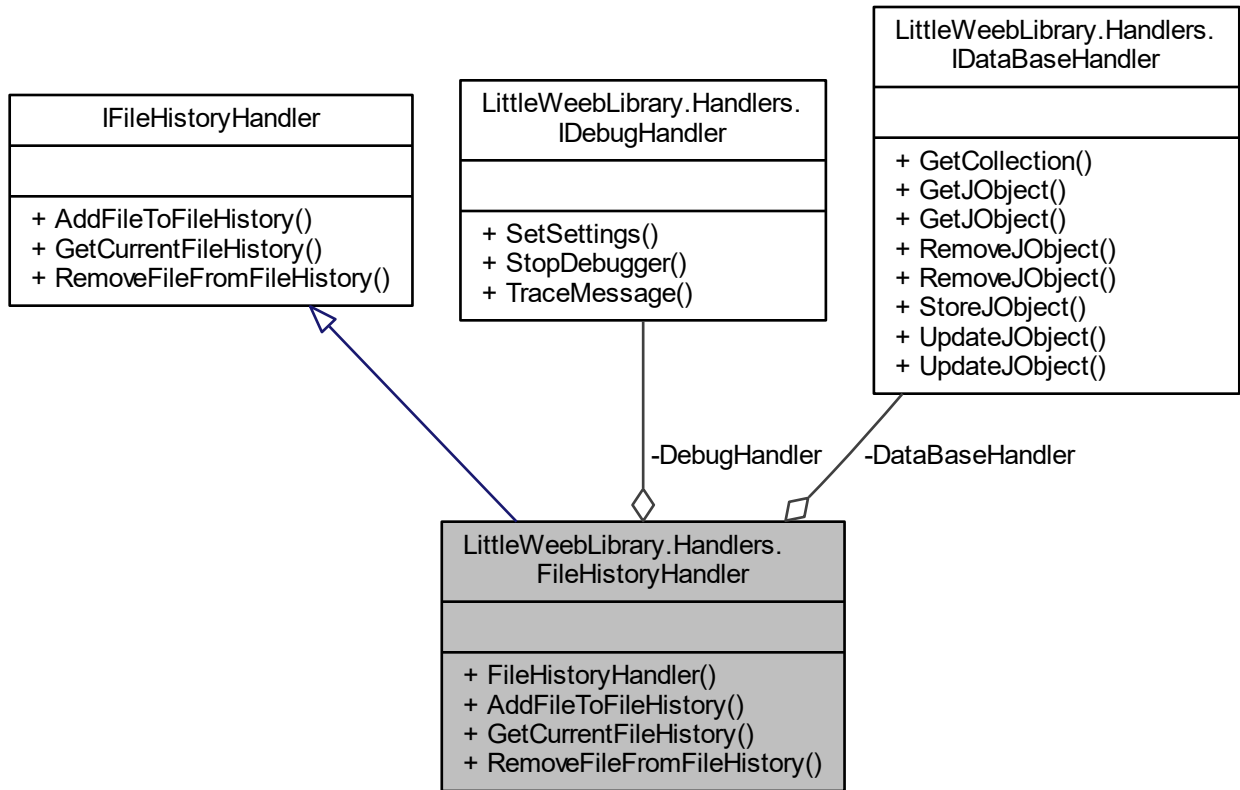 IFileHistoryHandler
+ AddFileToFileHistory()
+ GetCurrentFileHistory()
+ RemoveFileFromFileHistory()
LittleWeebLibrary.Handlers.
IDebugHandler
+ SetSettings()
+ StopDebugger()
+ TraceMessage()
LittleWeebLibrary.Handlers.
IDataBaseHandler
+ GetCollection()
+ GetJObject()
+ GetJObject()
+ RemoveJObject()
+ RemoveJObject()
+ StoreJObject()
+ UpdateJObject()
+ UpdateJObject()
-DebugHandler
-DataBaseHandler
LittleWeebLibrary.Handlers.
FileHistoryHandler
+ FileHistoryHandler()
+ AddFileToFileHistory()
+ GetCurrentFileHistory()
+ RemoveFileFromFileHistory()